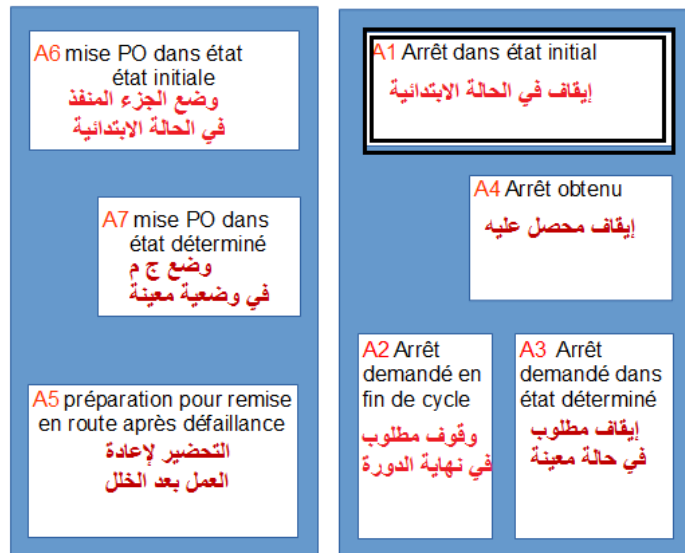 A6 mise PO dans état
état initiale
وضع الجزء المنفذ
في الحالة الابتدائية
A7 mise PO dans
état déterminé
وضع ج م
في وضعية معينة
A5 préparation pour remise
en route après défaillance
التحضير لإعادة
العمل بعد الخلل
A1 Arrêt dans état initial
إيقاف في الحالة الابتدائية
A4 Arrêt obtenu
إيقاف محصل عليه
A2 Arrêt
demandé en
fin de cycle
وقوف مطلوب
في نهاية الدورة
A3 Arrêt
demandé dans
état déterminé
إيقاف مطلوب
في حالة معينة